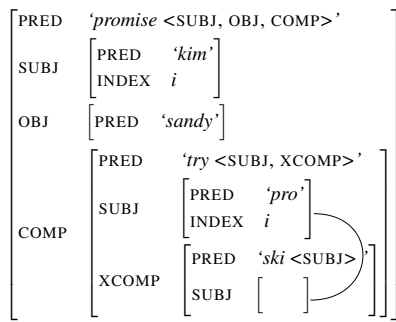 PRED ‘promise <SUBJ, OBJ, COMP>’
SUBJ PRED ‘kim’
INDEX i
OBJ PRED ‘sandy’
COMP PRED ‘try <SUBJ, XCOMP>’
SUBJ PRED ‘pro’
INDEX i
XCOMP PRED ‘ski <SUBJ> ’
SUBJ